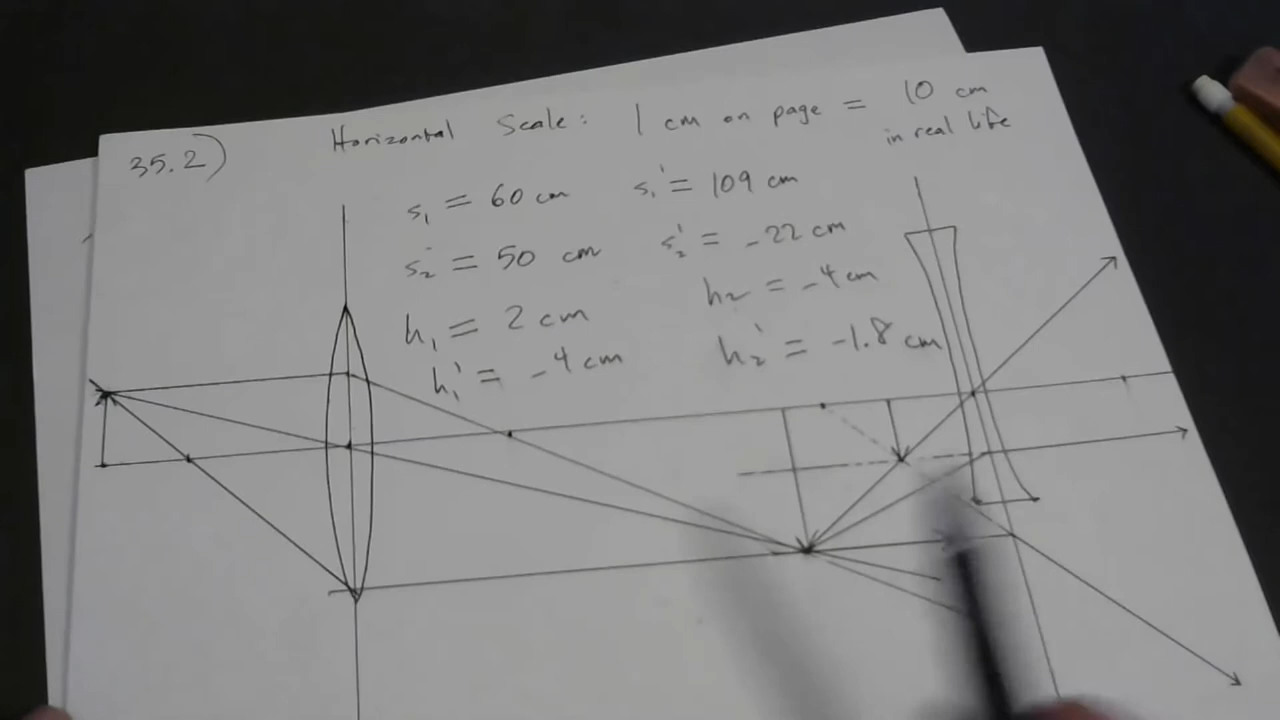 35.2)
Horizontal Scale: 1 cm on page = 10 cm
in real life
s₁ = 60 cm s₁' = 109 cm
s₂ = 50 cm s₂' = -22 cm
h₁ = 2 cm h₂ = -4 cm
h₁' = -4 cm h₂' = -1.8 cm